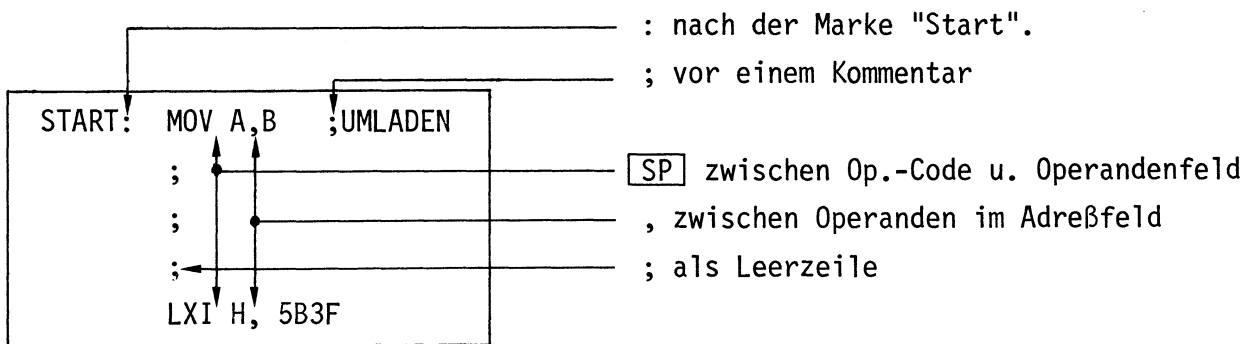 : nach der Marke "Start".
; vor einem Kommentar
START: MOV A,B ;UMLADEN
; SP zwischen Op.-Code u. Operandenfeld
; , zwischen Operanden im Adreßfeld
; ; als Leerzeile
LXI H, 5B3F